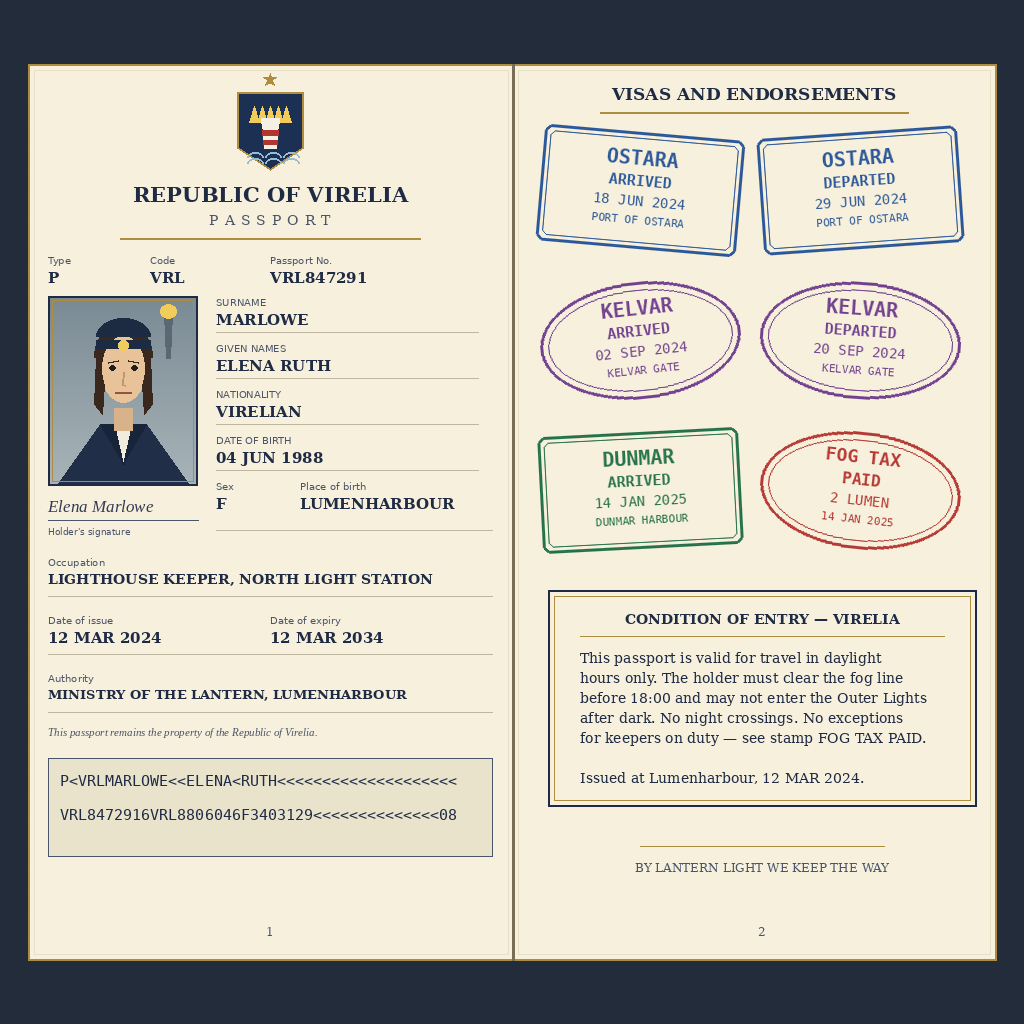 REPUBLIC OF VIRELIA
PASSPORT
Type Code Passport No.
P VRL VRL847291
SURNAME
MARLOWE
GIVEN NAMES
ELENA RUTH
NATIONALITY
VIRELIAN
DATE OF BIRTH
04 JUN 1988
Sex Place of birth
F LUMENHARBOUR
Elena Marlowe
Holder's signature
Occupation
LIGHTHOUSE KEEPER, NORTH LIGHT STATION
Date of issue Date of expiry
12 MAR 2024 12 MAR 2034
Authority
MINISTRY OF THE LANTERN, LUMENHARBOUR
This passport remains the property of the Republic of Virelia.
P<VRLMARLOWE<<ELENA<RUTH<<<<<<<<<<<<<<<<<<<<
VRL8472916VRL8806046F3403129<<<<<<<<<<<<<<08
1
VISAS AND ENDORSEMENTS
OSTARA
ARRIVED
18 JUN 2024
PORT OF OSTARA
OSTARA
DEPARTED
29 JUN 2024
PORT OF OSTARA
KELVAR
ARRIVED
02 SEP 2024
KELVAR GATE
KELVAR
DEPARTED
20 SEP 2024
KELVAR GATE
DUNMAR
ARRIVED
14 JAN 2025
DUNMAR HARBOUR
FOG TAX
PAID
2 LUMEN
14 JAN 2025
CONDITION OF ENTRY — VIRELIA
This passport is valid for travel in daylight
hours only. The holder must clear the fog line
before 18:00 and may not enter the Outer Lights
after dark. No night crossings. No exceptions
for keepers on duty — see stamp FOG TAX PAID.
Issued at Lumenharbour, 12 MAR 2024.
BY LANTERN LIGHT WE KEEP THE WAY
2